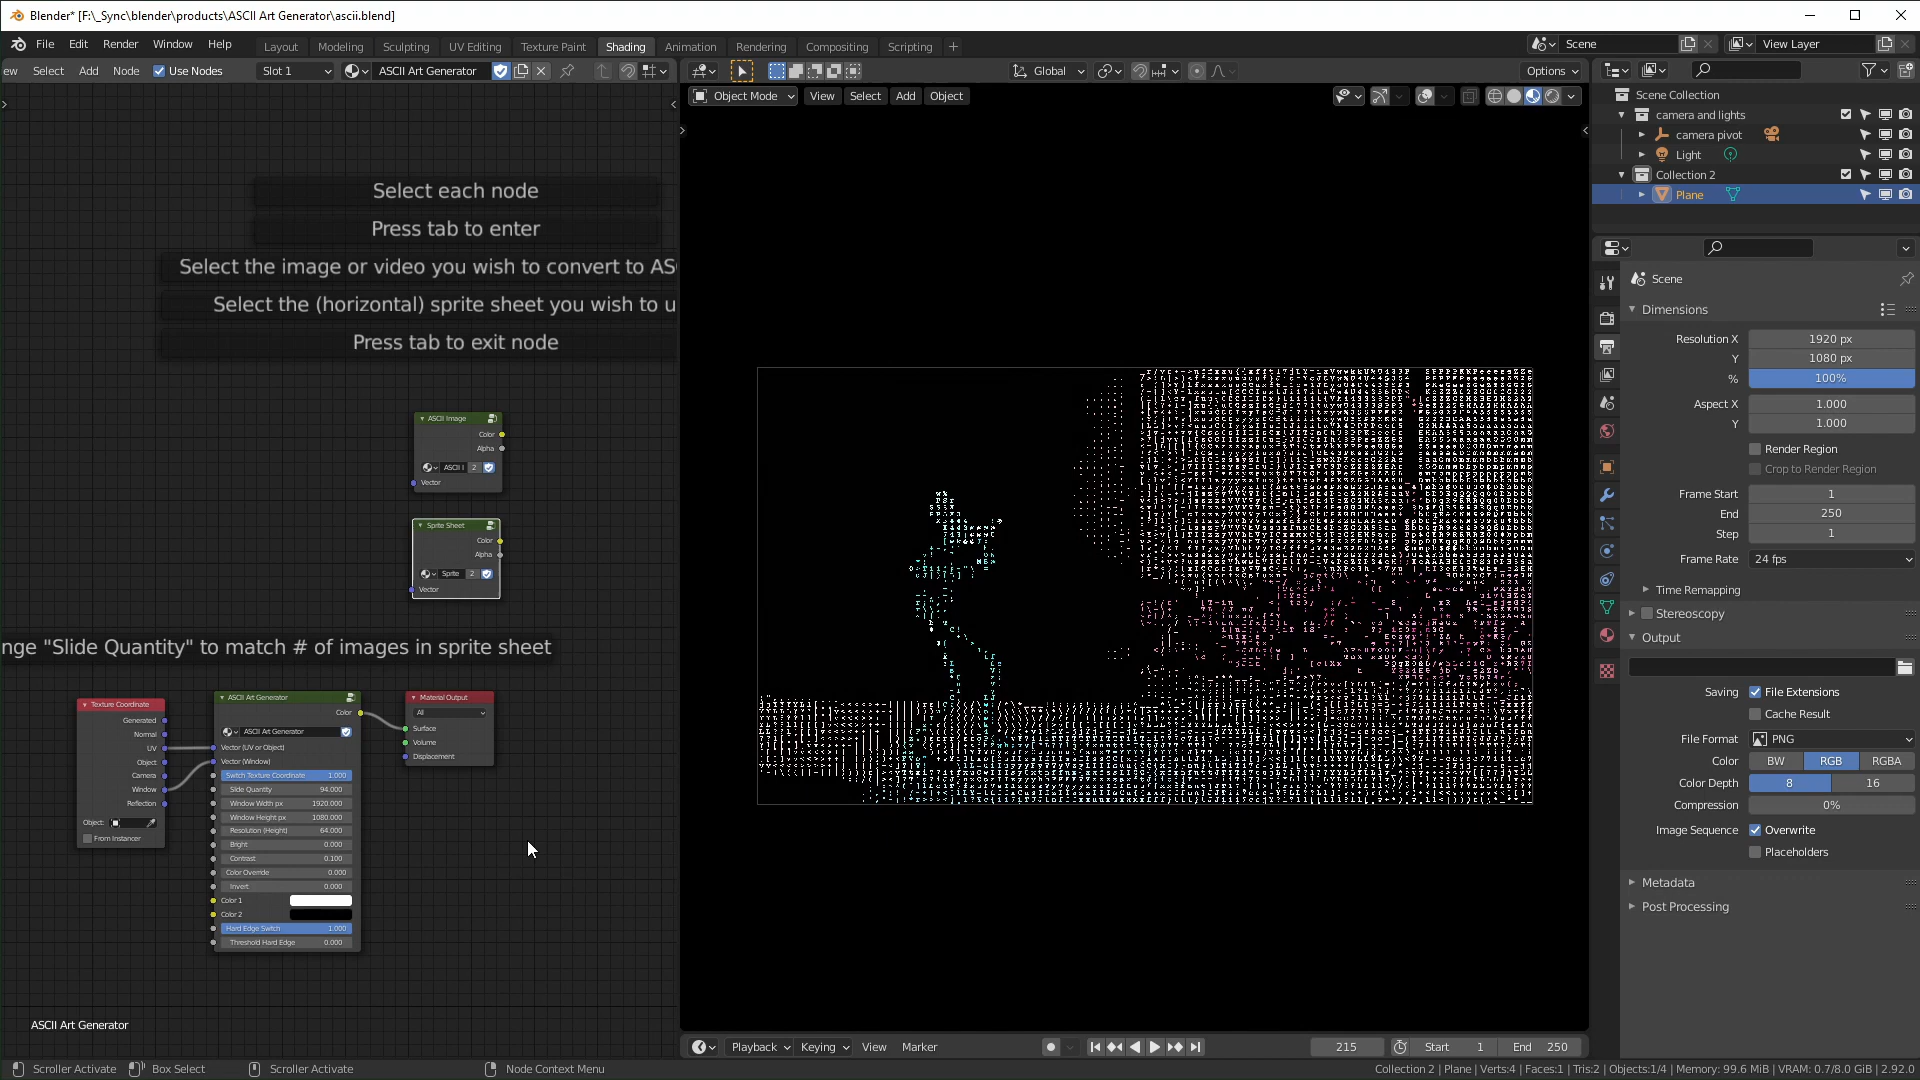 Blender* [F:\_Sync\blender\products\ASCII Art Generator\ascii.blend]
File Edit Render Window Help
Layout Modeling Sculpting UV Editing Texture Paint Shading Animation Rendering Compositing Scripting +
Scene
View Layer
ew Select Add Node Use Nodes Slot 1 ASCII Art Generator
Global
Options
Object Mode View Select Add Object
Select each node
Press tab to enter
Select the image or video you wish to convert to AS
Select the (horizontal) sprite sheet you wish to u
Press tab to exit node
ASCII Image
Color
Alpha
ASCII I 2
Vector
Sprite Sheet
Color
Alpha
Sprite 2
Vector
nge "Slide Quantity" to match # of images in sprite sheet
Texture Coordinate
Generated
Normal
UV
Object
Camera
Window
Reflection
Object:
From Instancer
ASCII Art Generator
Color
ASCII Art Generator
Vector (UV or Object)
Vector (Window)
Switch Texture Coordinate 1.000
Slide Quantity 94.000
Window Width px 1920.000
Window Height px 1080.000
Resolution (Height) 64.000
Bright 0.000
Contrast 0.100
Color Override 0.000
Invert 0.000
Color 1
Color 2
Hard Edge Switch 1.000
Threshold Hard Edge 0.000
Material Output
All
Surface
Volume
Displacement
ASCII Art Generator
Playback Keying View Marker
215
Start 1
End 250
Scene Collection
camera and lights
camera pivot
Light
Collection 2
Plane
Scene
Dimensions
Resolution X 1920 px
Y 1080 px
% 100%
Aspect X 1.000
Y 1.000
Render Region
Crop to Render Region
Frame Start 1
End 250
Step 1
Frame Rate 24 fps
Time Remapping
Stereoscopy
Output
Saving File Extensions
Cache Result
File Format PNG
Color BW RGB RGBA
Color Depth 8 16
Compression 0%
Image Sequence Overwrite
Placeholders
Metadata
Post Processing
Scroller Activate Box Select Scroller Activate Node Context Menu
Collection 2 | Plane | Verts:4 | Faces:1 | Tris:2 | Objects:1/4 | Memory: 99.6 MiB | VRAM: 0.7/8.0 GiB | 2.92.0